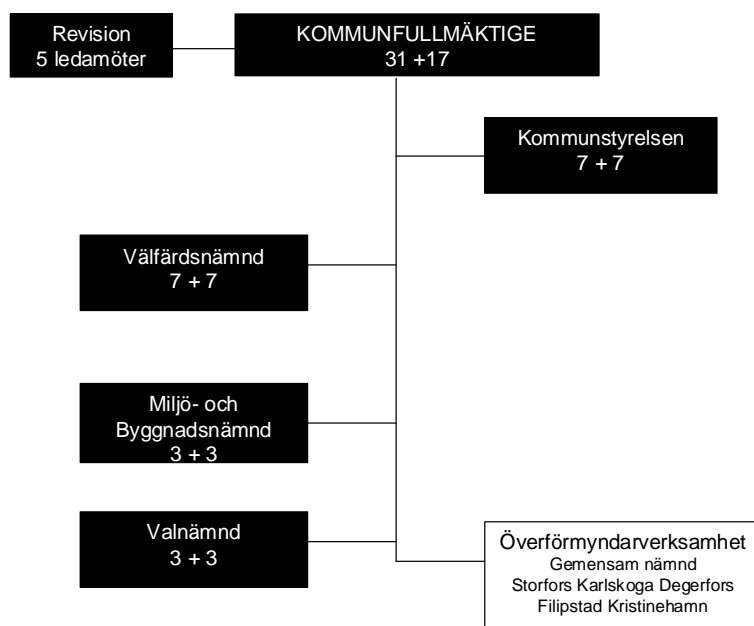 Revision
5 ledamöter
KOMMUNFULLMÄKTIGE
31 +17
Kommunstyrelsen
7 + 7
Välfärdsnämnd
7 + 7
Miljö- och
Byggnadsnämnd
3 + 3
Valnämnd
3 + 3
Överförmyndarverksamhet
Gemensam nämnd
Storfors Karlskoga Degerfors
Filipstad Kristinehamn